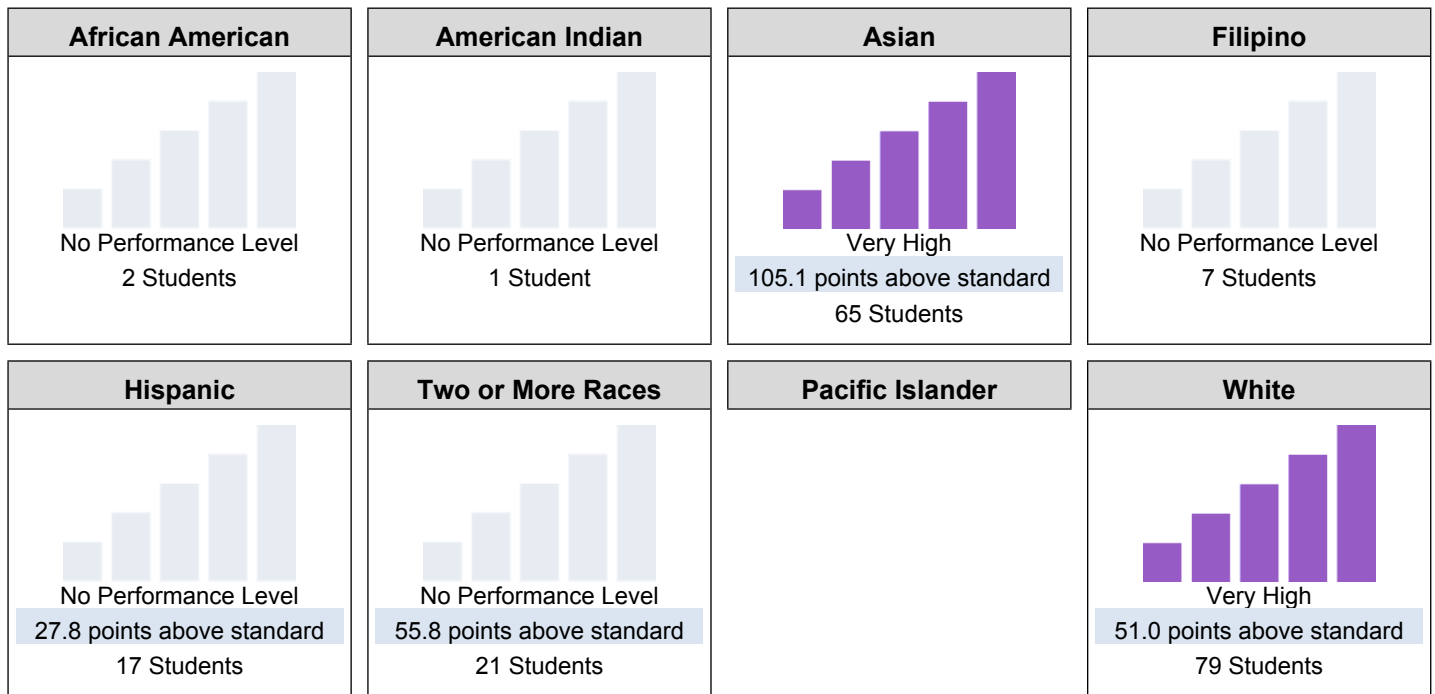 African American
No Performance Level
2 Students
American Indian
No Performance Level
1 Student
Asian
Very High
105.1 points above standard
65 Students
Filipino
No Performance Level
7 Students
Hispanic
No Performance Level
27.8 points above standard
17 Students
Two or More Races
No Performance Level
55.8 points above standard
21 Students
Pacific Islander
White
Very High
51.0 points above standard
79 Students